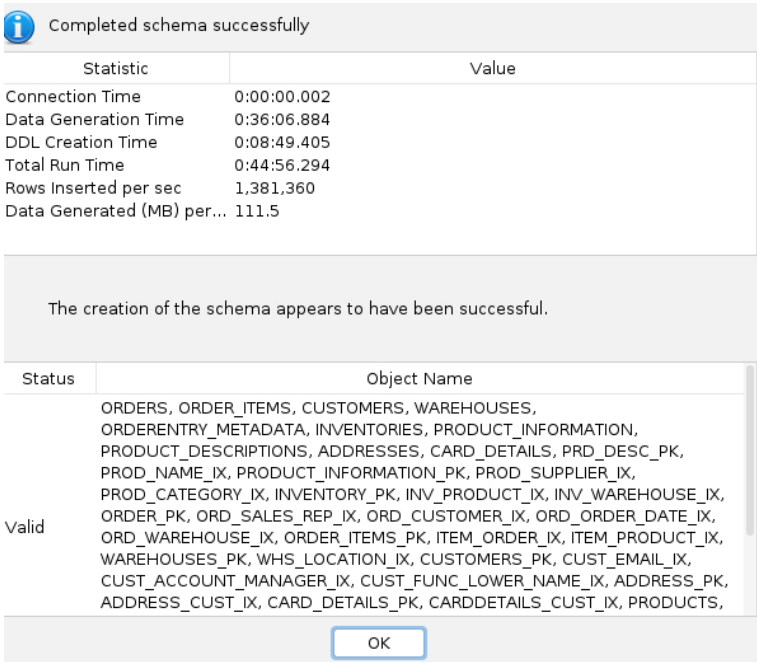 Completed schema successfully
Statistic Value
Connection Time 0:00:00.002
Data Generation Time 0:36:06.884
DDL Creation Time 0:08:49.405
Total Run Time 0:44:56.294
Rows Inserted per sec 1,381,360
Data Generated (MB) per... 111.5
The creation of the schema appears to have been successful.
Status Object Name
ORDERS, ORDER_ITEMS, CUSTOMERS, WAREHOUSES,
ORDERENTRY_METADATA, INVENTORIES, PRODUCT_INFORMATION,
PRODUCT_DESCRIPTIONS, ADDRESSES, CARD_DETAILS, PRD_DESC_PK,
PROD_NAME_IX, PRODUCT_INFORMATION_PK, PROD_SUPPLIER_IX,
PROD_CATEGORY_IX, INVENTORY_PK, INV_PRODUCT_IX, INV_WAREHOUSE_IX,
ORDER_PK, ORD_SALES_REP_IX, ORD_CUSTOMER_IX, ORD_ORDER_DATE_IX,
Valid ORD_WAREHOUSE_IX, ORDER_ITEMS_PK, ITEM_ORDER_IX, ITEM_PRODUCT_IX,
WAREHOUSES_PK, WHS_LOCATION_IX, CUSTOMERS_PK, CUST_EMAIL_IX,
CUST_ACCOUNT_MANAGER_IX, CUST_FUNC_LOWER_NAME_IX, ADDRESS_PK,
ADDRESS_CUST_IX, CARD_DETAILS_PK, CARDDETAILS_CUST_IX, PRODUCTS,
OK